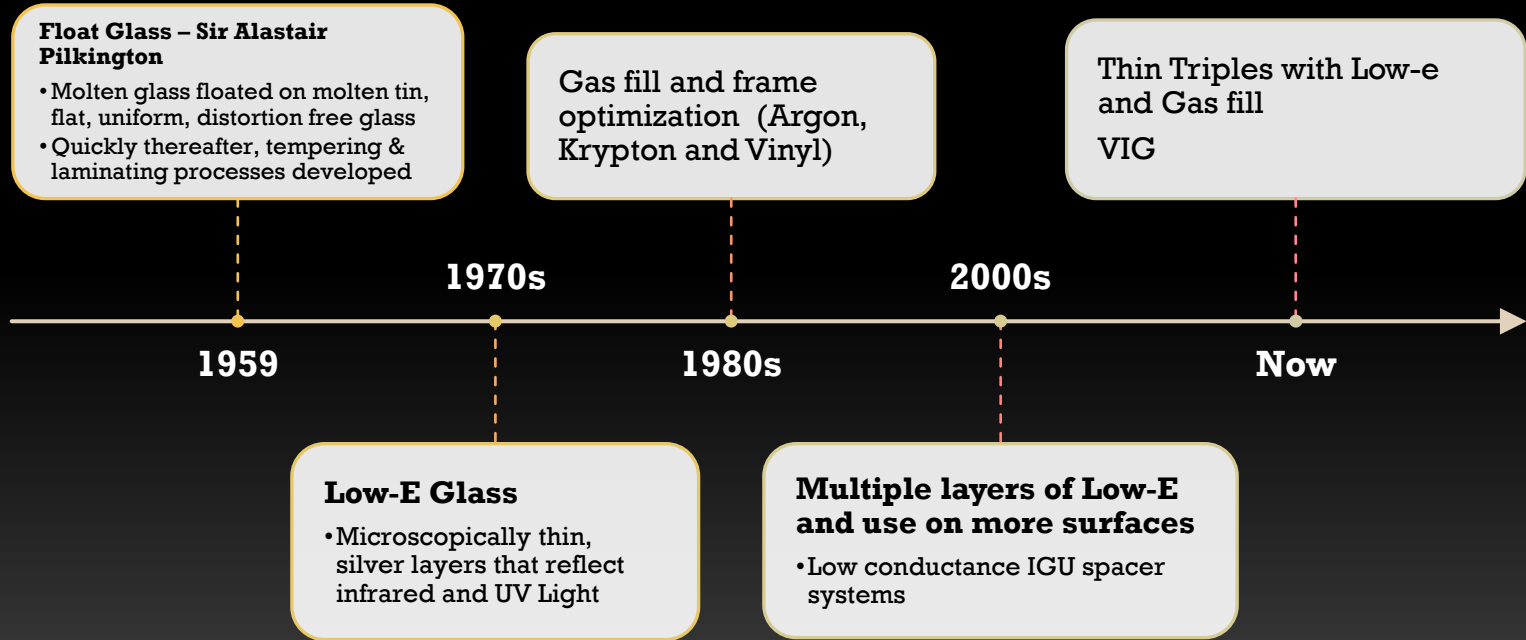 Float Glass – Sir Alastair
Pilkington
•Molten glass floated on molten tin,
flat, uniform, distortion free glass
•Quickly thereafter, tempering &
laminating processes developed
Gas fill and frame
optimization (Argon,
Krypton and Vinyl)
Thin Triples with Low-e
and Gas fill
VIG
1970s
2000s
1959
1980s
Now
Low-E Glass
•Microscopically thin,
silver layers that reflect
infrared and UV Light
Multiple layers of Low-E
and use on more surfaces
•Low conductance IGU spacer
systems